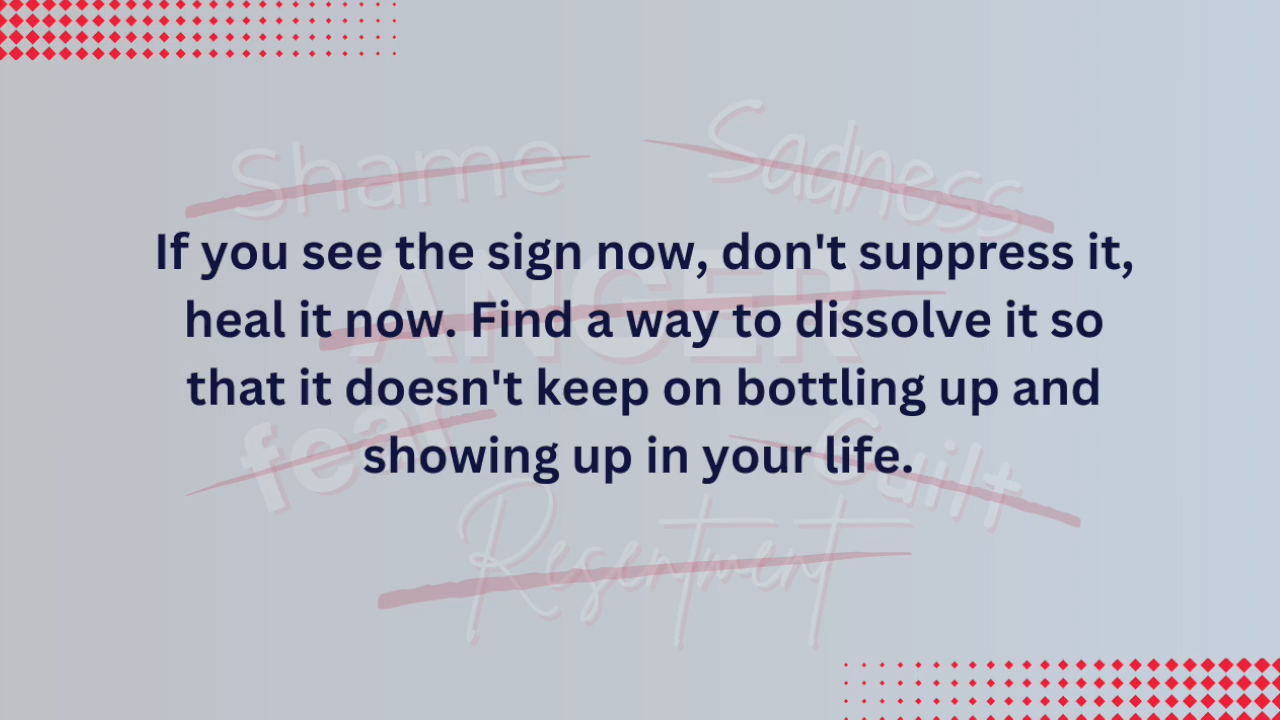 Shame
Sadness
If you see the sign now, don't suppress it,
ANGER
heal it now. Find a way to dissolve it so
that it doesn't keep on bottling up and
fear
Guilt
showing up in your life.
Resentment